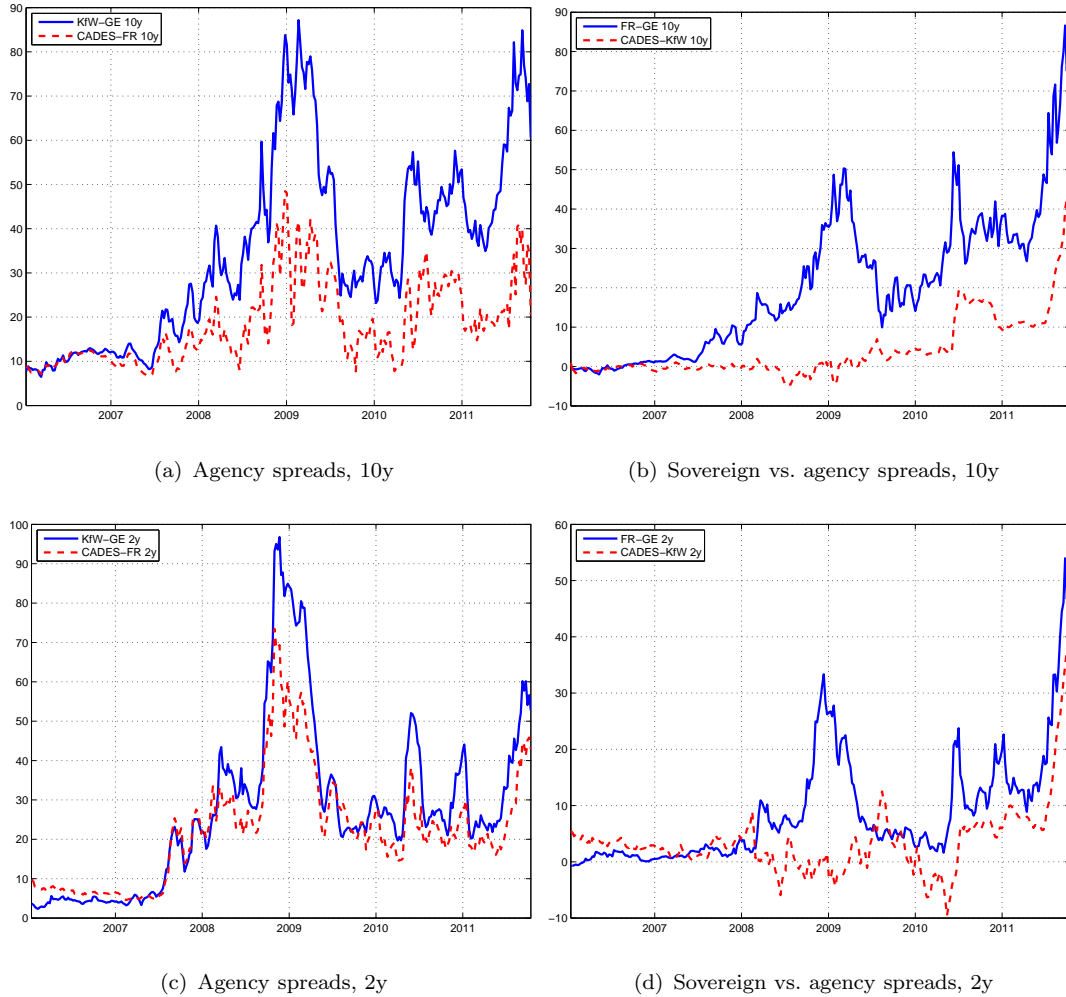 KfW−GE 10y
CADES−FR 10y
90
80
70
60
50
40
30
20
10
0
2007 2008 2009 2010 2011
(a) Agency spreads, 10y
FR−GE 10y
CADES−KfW 10y
90
80
70
60
50
40
30
20
10
0
−10
2007 2008 2009 2010 2011
(b) Sovereign vs. agency spreads, 10y
KfW−GE 2y
CADES−FR 2y
100
90
80
70
60
50
40
30
20
10
0
2007 2008 2009 2010 2011
(c) Agency spreads, 2y
FR−GE 2y
CADES−KfW 2y
60
50
40
30
20
10
0
−10
2007 2008 2009 2010 2011
(d) Sovereign vs. agency spreads, 2y